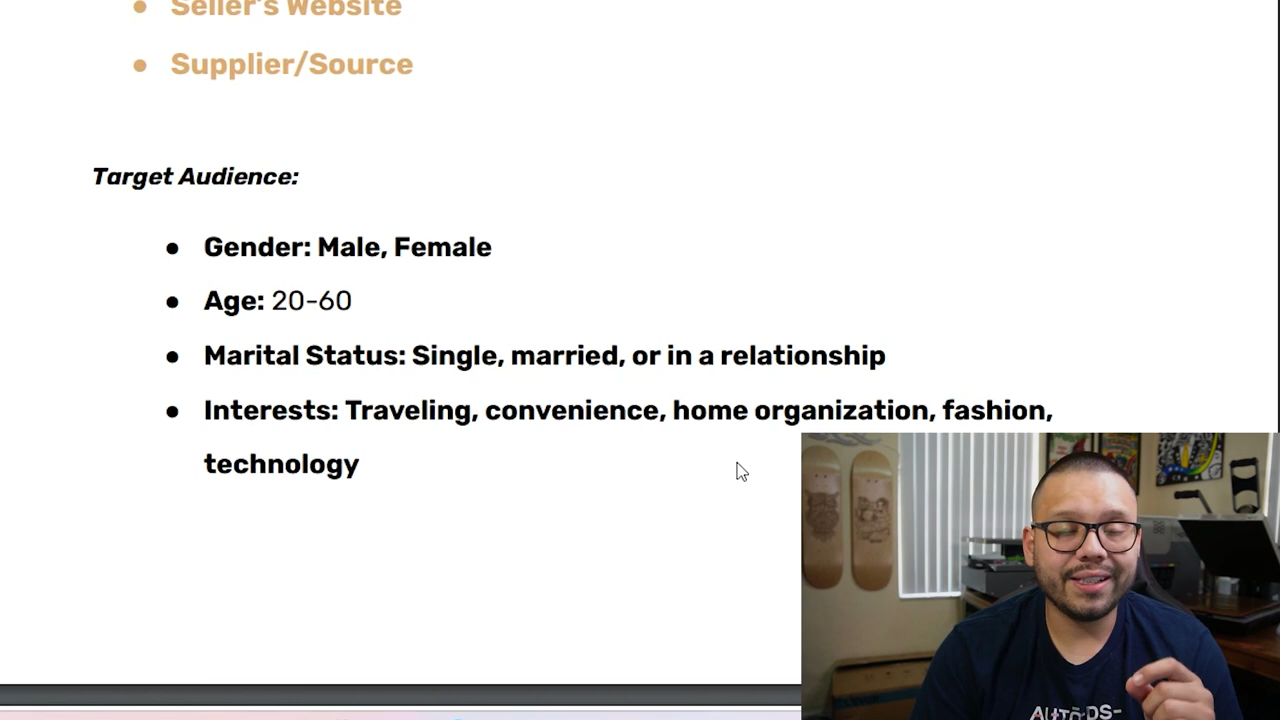 Seller's Website
Supplier/Source
Target Audience:
Gender: Male, Female
Age: 20-60
Marital Status: Single, married, or in a relationship
Interests: Traveling, convenience, home organization, fashion,
technology